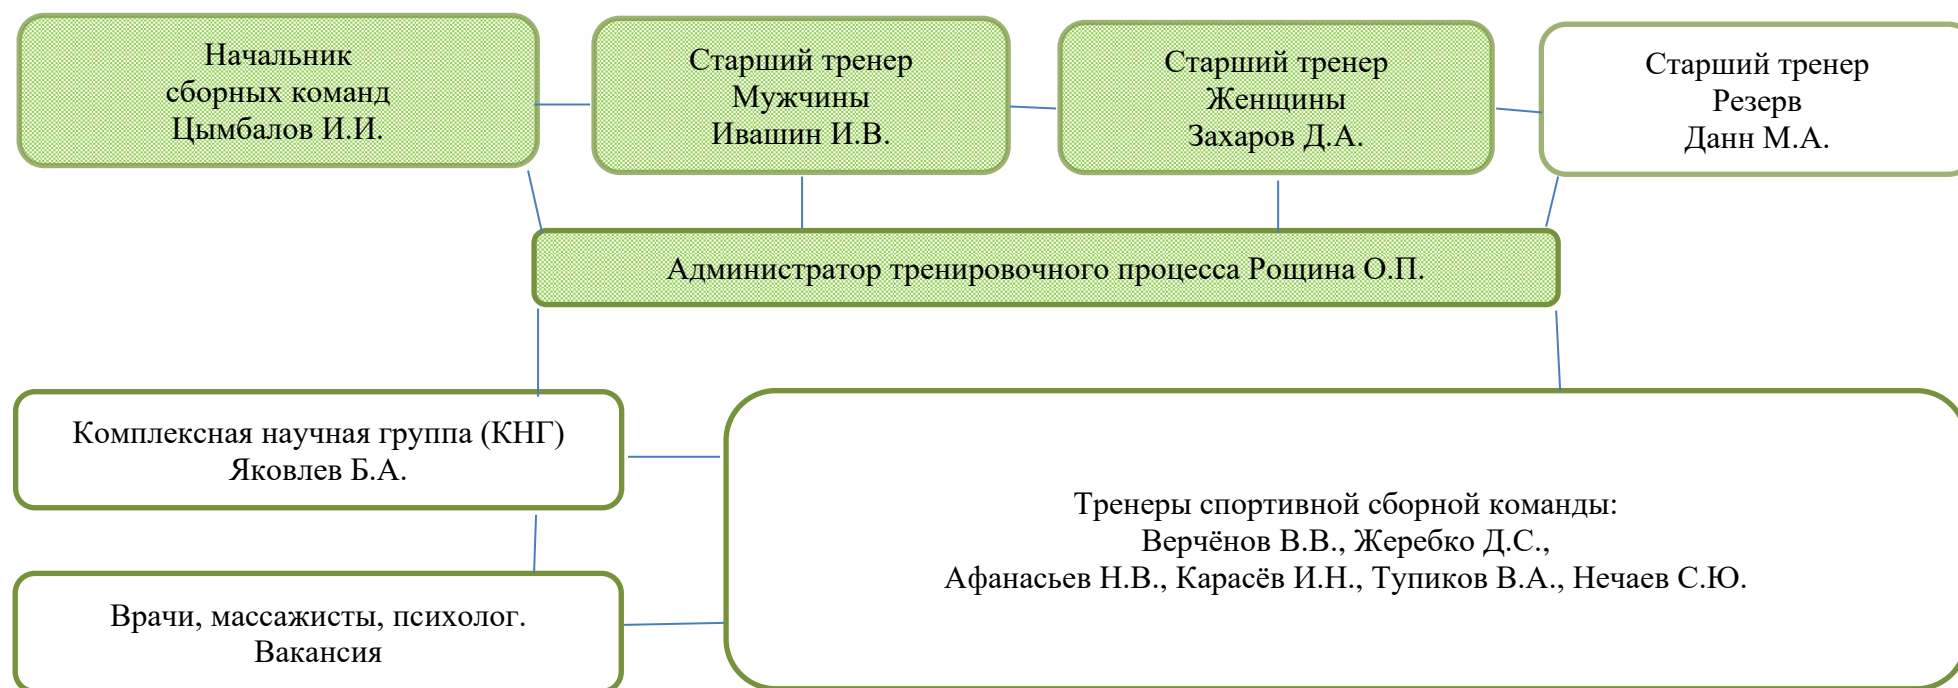 Начальник
сборных команд
Цымбалов И.И.
Старший тренер
Мужчины
Ивашин И.В.
Старший тренер
Женщины
Захаров Д.А.
Старший тренер
Резерв
Данн М.А.
Администратор тренировочного процесса Рощина О.П.
Комплексная научная группа (КНГ)
Яковлев Б.А.
Врачи, массажисты, психолог.
Вакансия
Тренеры спортивной сборной команды:
Верчёнов В.В., Жеребко Д.С.,
Афанасьев Н.В., Карасёв И.Н., Тупиков В.А., Нечаев С.Ю.